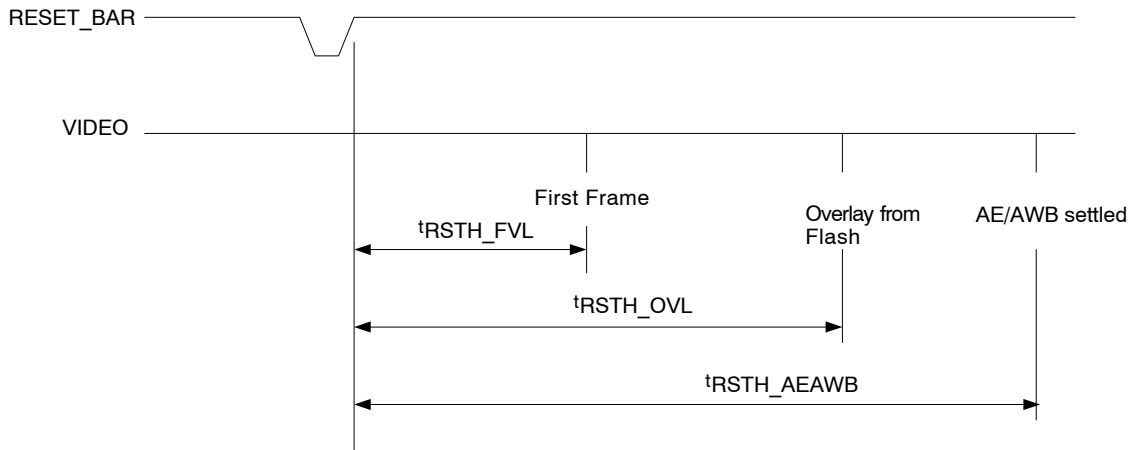 RESET_BAR
VIDEO
First Frame
Overlay from
Flash
AE/AWB settled
tRSTH_FVL
tRSTH_OVL
tRSTH_AEAWB